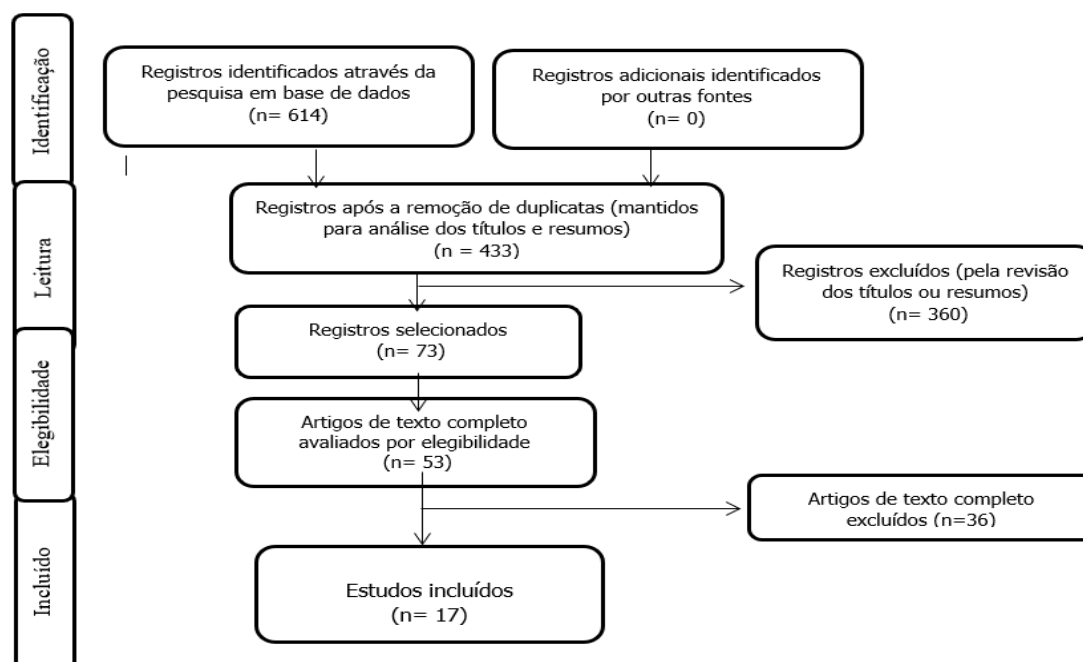 Identificação
Registros identificados através da
pesquisa em base de dados
(n= 614)
Registros adicionais identificados
por outras fontes
(n= 0)
Leitura
Registros após a remoção de duplicatas (mantidos
para análise dos títulos e resumos)
(n = 433)
Registros excluídos (pela revisão
dos títulos ou resumos)
(n= 360)
Registros selecionados
(n= 73)
Elegibilidade
Artigos de texto completo
avaliados por elegibilidade
(n= 53)
Artigos de texto completo
excluídos (n=36)
Incluído
Estudos incluídos
(n= 17)